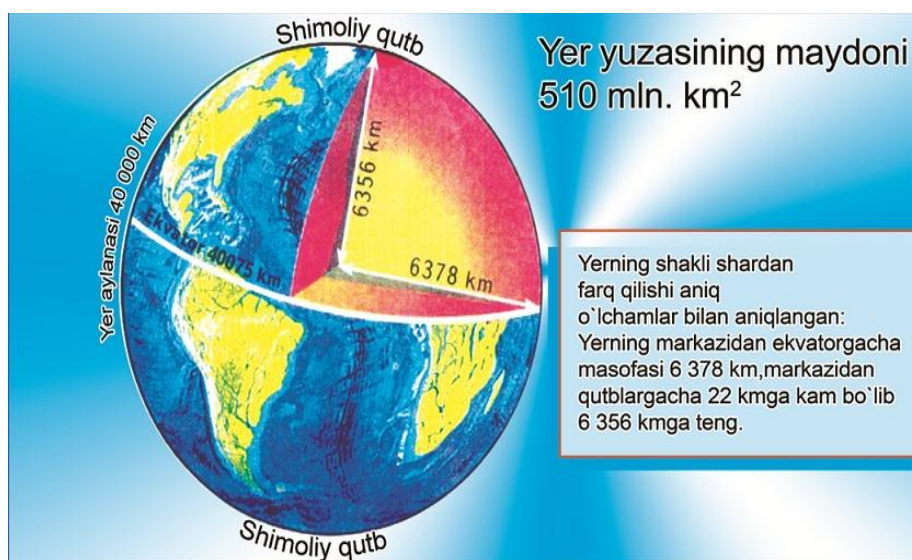 Shimoliy qutb
Yer yuzasining maydoni
510 mln. km²
Yer aylanasi 40 000 km
6356 km
Ekvator 40075 km
6378 km
Yerning shakli shardan
farq qilishi aniq
o`lchamlar bilan aniqlangan:
Yerning markazidan ekvatorgacha
masofasi 6 378 km,markazidan
qutblargacha 22 kmga kam bo`lib
6 356 kmga teng.
Shimoliy qutb